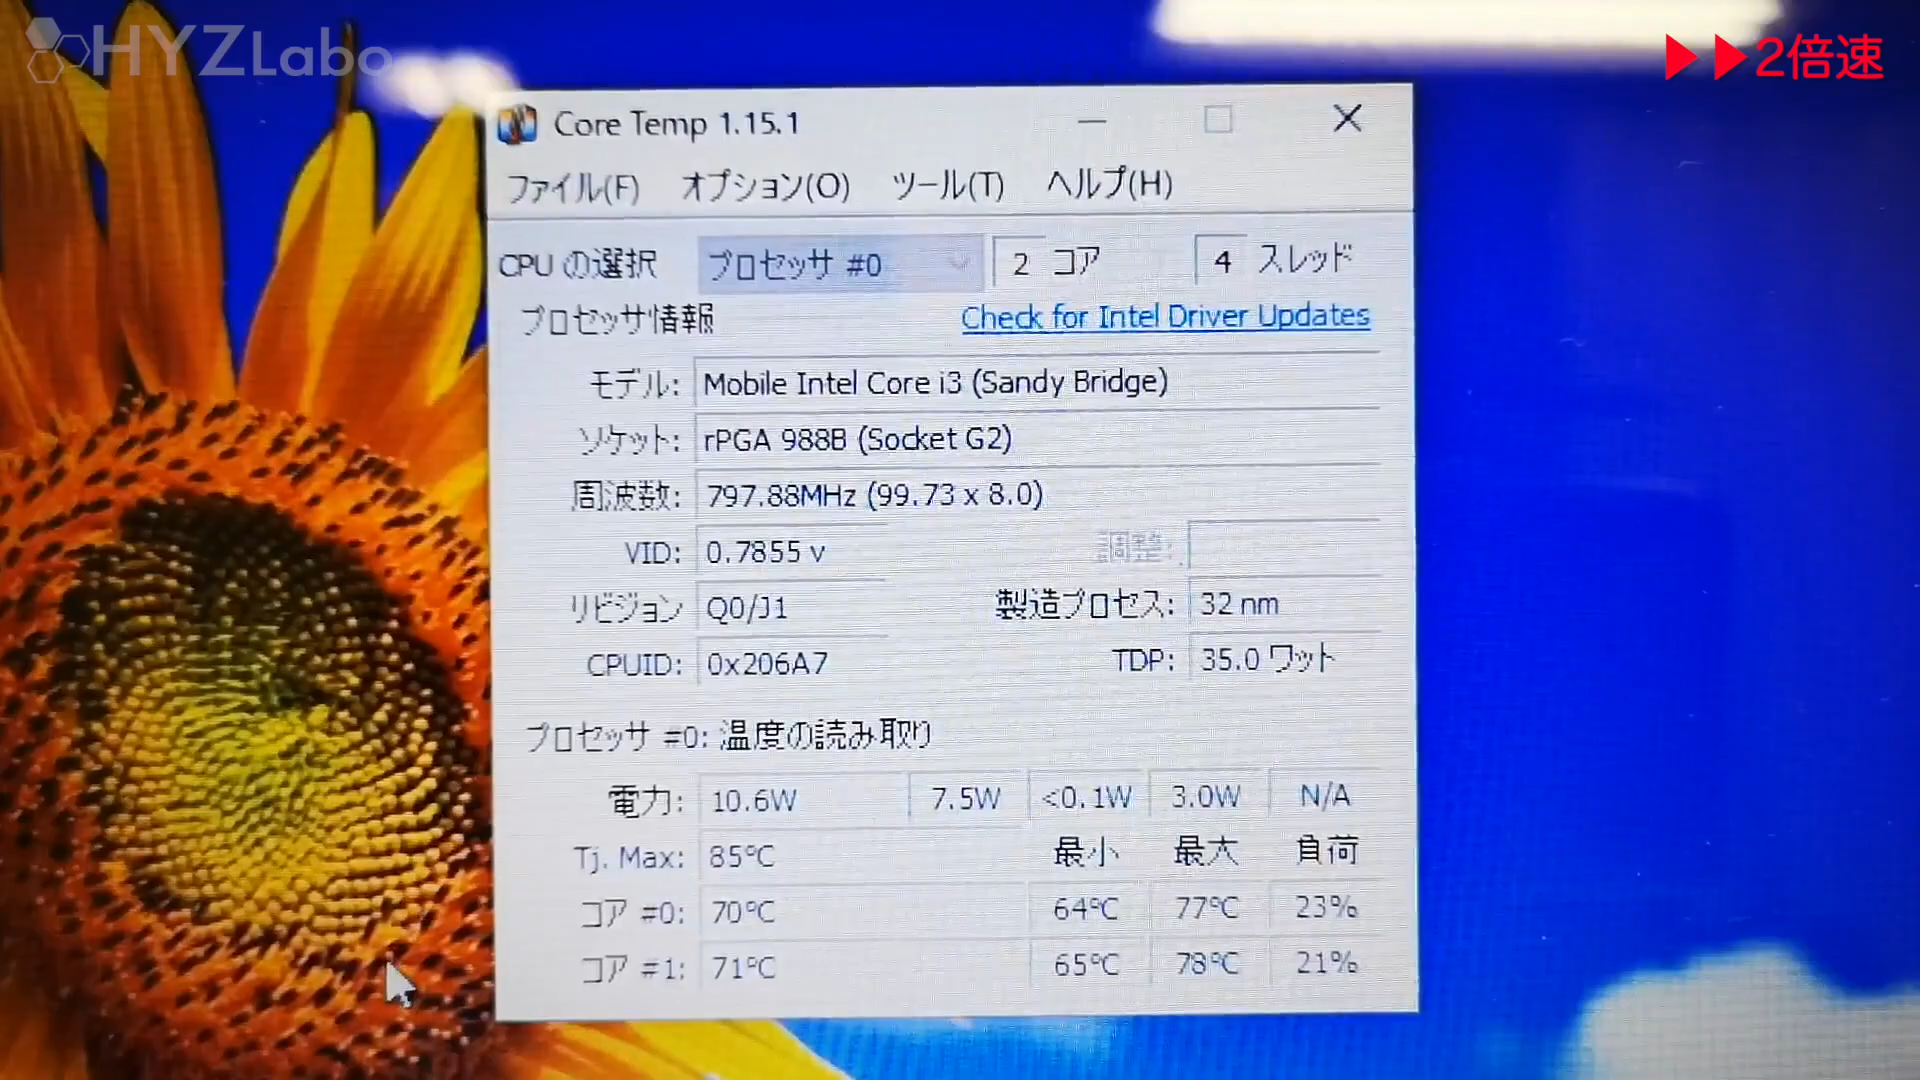 HYZLabo
▶▶2倍速
Core Temp 1.15.1
ファイル(F) オプション(O) ツール(T) ヘルプ(H)
CPU の選択 プロセッサ #0 2 コア 4 スレッド
プロセッサ情報 Check for Intel Driver Updates
モデル: Mobile Intel Core i3 (Sandy Bridge)
ソケット: rPGA 988B (Socket G2)
周波数: 797.88MHz (99.73 x 8.0)
VID: 0.7855 v 調整:
リビジョン Q0/J1 製造プロセス: 32 nm
CPUID: 0x206A7 TDP: 35.0 ワット
プロセッサ #0: 温度の読み取り
電力: 10.6W 7.5W <0.1W 3.0W N/A
Tj. Max: 85°C 最小 最大 負荷
コア #0: 70°C 64°C 77°C 23%
コア #1: 71°C 65°C 78°C 21%